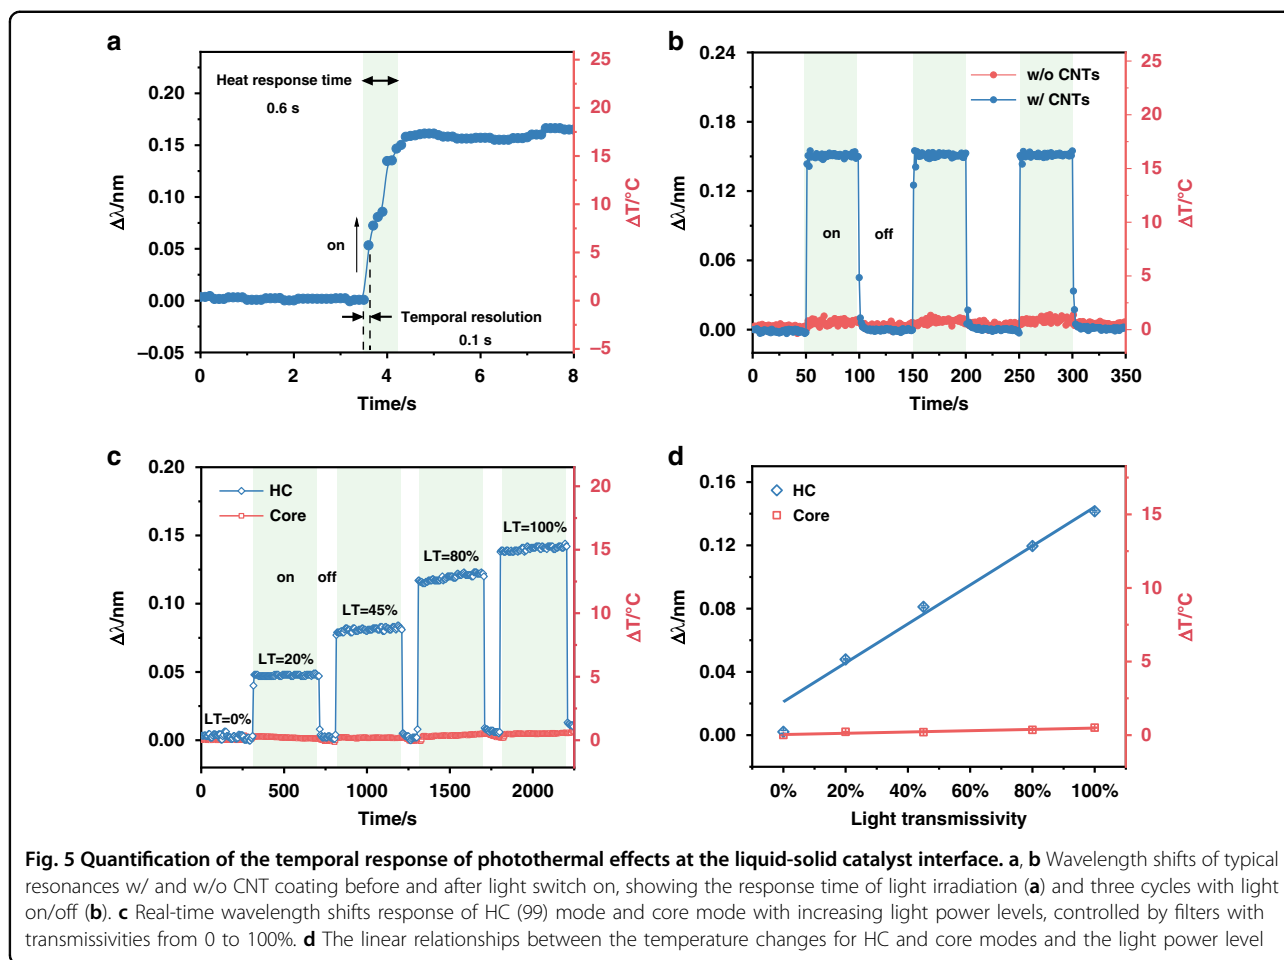 a
Heat response time
0.6 s
on
Temporal resolution
0.1 s
Δλ/nm
0.20
0.15
0.10
0.05
0.00
−0.05
ΔT/°C
25
20
15
10
5
0
−5
0 2 4 6 8
Time/s
b
w/o CNTs
w/ CNTs
on off
Δλ/nm
0.24
0.18
0.12
0.06
0.00
ΔT/°C
25
20
15
10
5
0
0 50 100 150 200 250 300 350
Time/s
c
HC
Core
LT=0%
LT=20%
LT=45%
LT=80%
LT=100%
on off
Δλ/nm
0.20
0.15
0.10
0.05
0.00
ΔT/°C
20
15
10
5
0
0 500 1000 1500 2000
Time/s
d
HC
Core
Δλ/nm
0.16
0.12
0.08
0.04
0.00
ΔT/°C
15
10
5
0
0% 20% 40% 60% 80% 100%
Light transmissivity
Fig. 5 Quantification of the temporal response of photothermal effects at the liquid-solid catalyst interface. a, b Wavelength shifts of typical
resonances w/ and w/o CNT coating before and after light switch on, showing the response time of light irradiation (a) and three cycles with light
on/off (b). c Real-time wavelength shifts response of HC (99) mode and core mode with increasing light power levels, controlled by filters with
transmissivities from 0 to 100%. d The linear relationships between the temperature changes for HC and core modes and the light power level